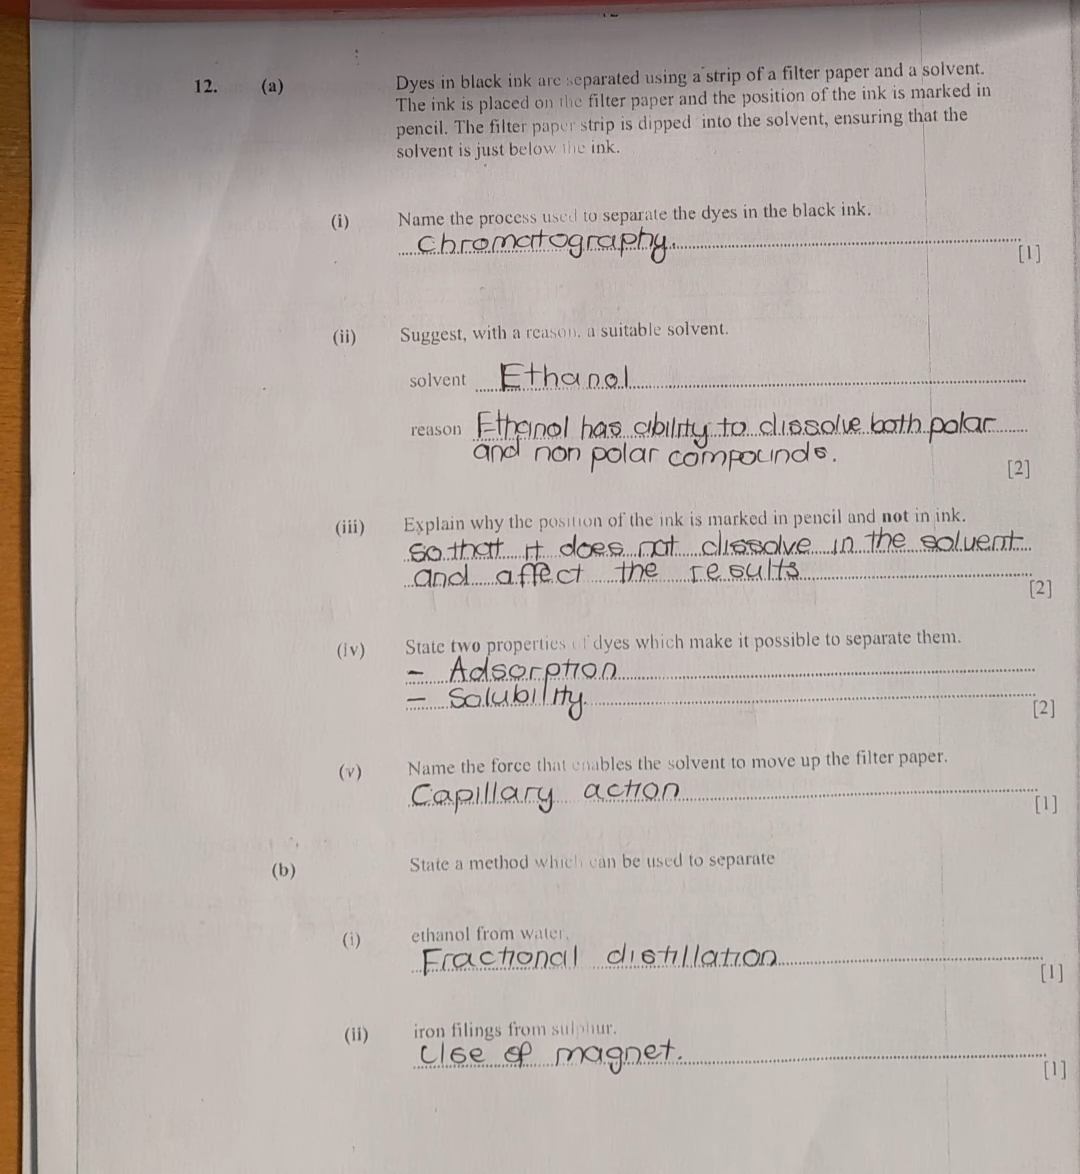 12. (a) Dyes in black ink are separated using a strip of a filter paper and a solvent.
The ink is placed on the filter paper and the position of the ink is marked in
pencil. The filter paper strip is dipped into the solvent, ensuring that the
solvent is just below the ink.
(i) Name the process used to separate the dyes in the black ink.
Chromatography.
[1]
(ii) Suggest, with a reason, a suitable solvent.
solvent Ethanol
reason Ethanol has ability to dissolve both polar
and non polar compounds.
[2]
(iii) Explain why the position of the ink is marked in pencil and not in ink.
so that it does not dissolve in the solvent
and affect the results
[2]
(iv) State two properties of dyes which make it possible to separate them.
- Adsorption
- Solubility.
[2]
(v) Name the force that enables the solvent to move up the filter paper.
Capillary action
[1]
(b) State a method which can be used to separate
(i) ethanol from water.
Fractional distillation
[1]
(ii) iron filings from sulphur.
Use of magnet.
[1]